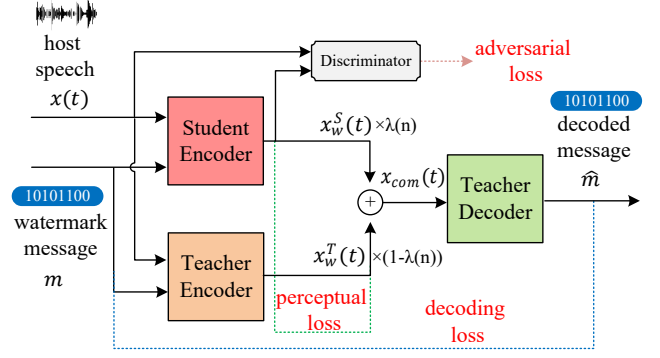 host
speech
x(t)
Discriminator
adversarial
loss
10101100
decoded
message
m̂
Student
Encoder
x_w^S(t)×λ(n)
x_com(t)
+
Teacher
Decoder
10101100
watermark
message
m
Teacher
Encoder
x_w^T(t)×(1-λ(n))
perceptual
loss
decoding
loss